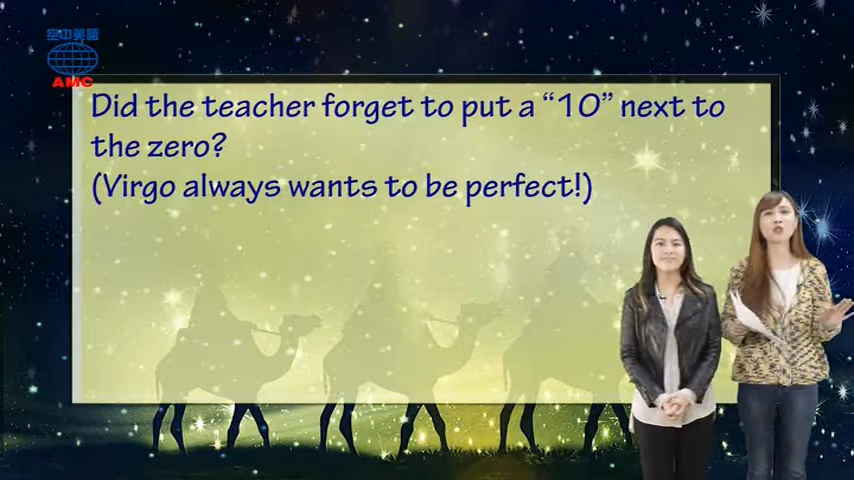 空中美語
AMC
Did the teacher forget to put a “10” next to
the zero?
(Virgo always wants to be perfect!)